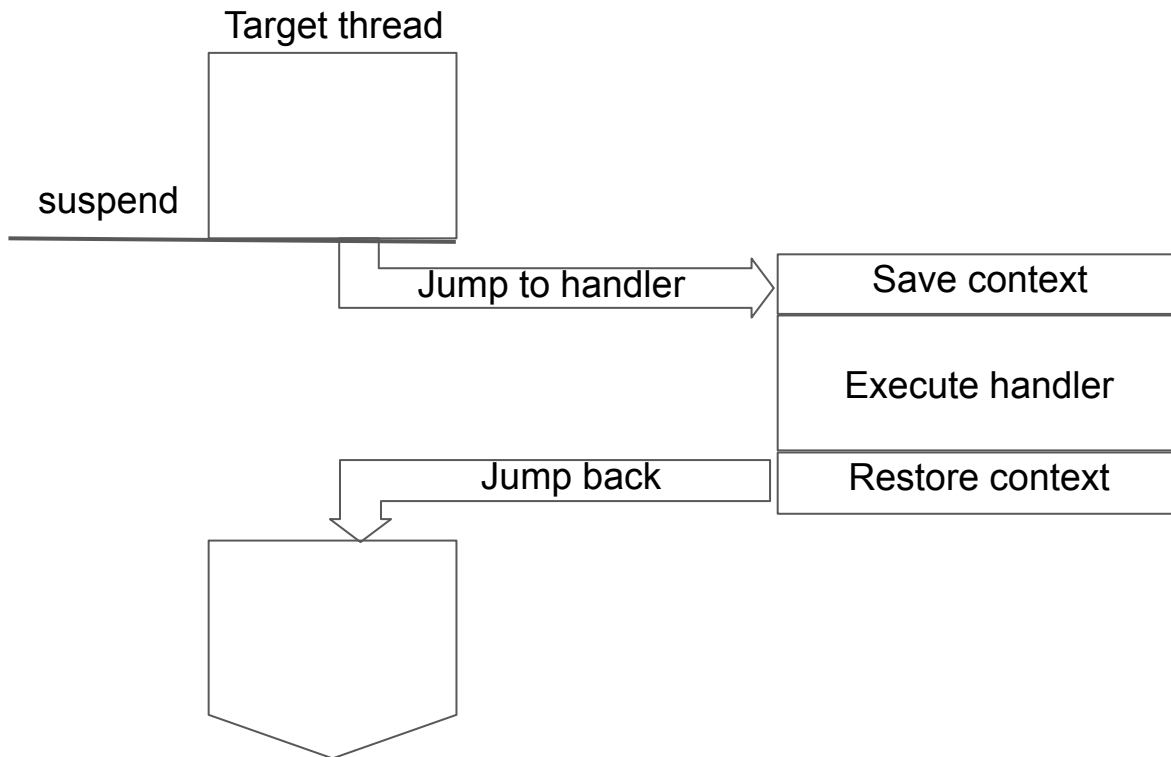 Target thread
suspend
Jump to handler
Save context
Execute handler
Jump back
Restore context